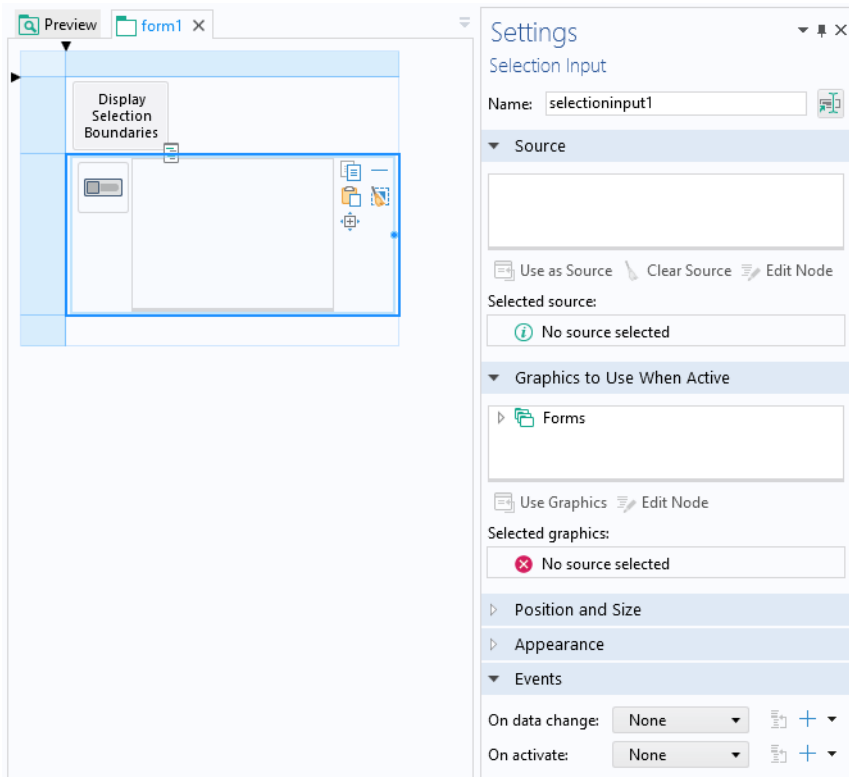 Preview
form1
Display
Selection
Boundaries
Settings
Selection Input
Name:
selectioninput1
Source
Use as Source
Clear Source
Edit Node
Selected source:
No source selected
Graphics to Use When Active
Forms
Use Graphics
Edit Node
Selected graphics:
No source selected
Position and Size
Appearance
Events
On data change:
None
On activate:
None